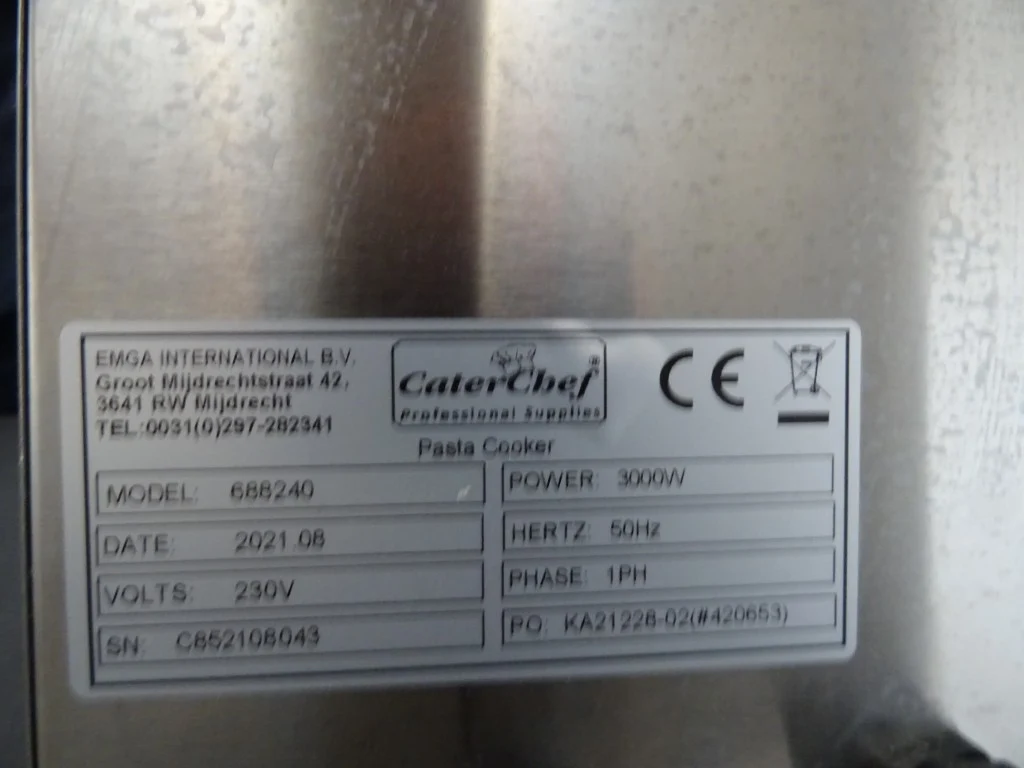 EMGA INTERNATIONAL B.V.
Groot Mijdrechtstraat 42,
3641 RW Mijdrecht
TEL:0031(0)297-282341
CaterChef®
Professional Supplies
CE
Pasta Cooker
MODEL: 688240
POWER: 3000W
DATE: 2021.08
HERTZ: 50Hz
VOLTS: 230V
PHASE: 1PH
SN: C852108043
PO: KA21228-02(#420653)